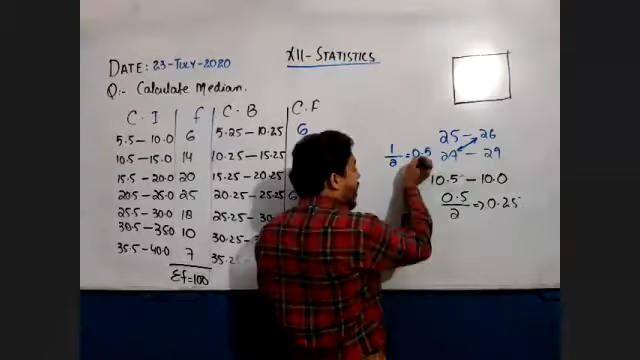 XII- STATISTICS
DATE: 23-JULY-2020
Q:- Calculate Median.
C.I f C.B C.F
5.5-10.0 6 5.25-10.25 6
10.5-15.0 14 10.25-15.25
15.5-20.0 20 15.25-20.25
20.5-25.0 25 20.25-25.25
25.5-30.0 18 25.25-30.
30.5-35.0 10 30.25-3
35.5-40.0 7 35.25-
Σf=100
25-26
- 29
1/2=0.5
10.5-10.0
0.5/2 ⇒ 0.25